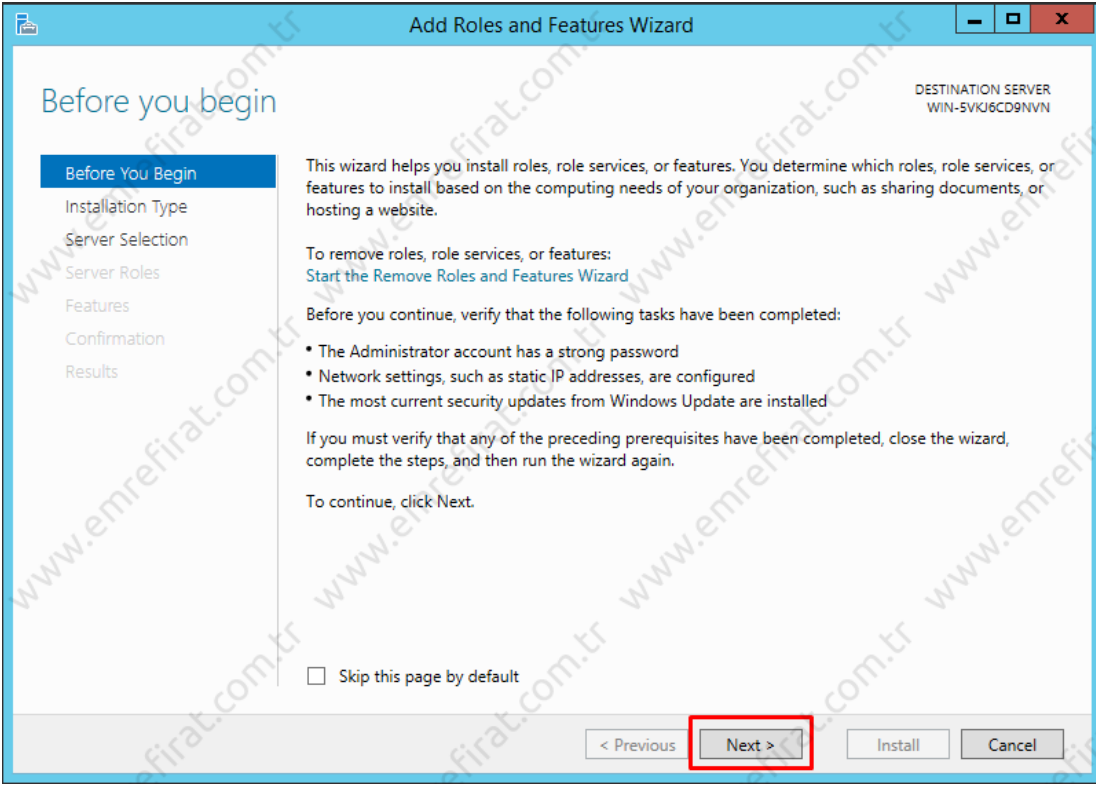 Add Roles and Features Wizard
x
Before you begin
DESTINATION SERVER
WIN-5VKJ6CD9NVN
Before You Begin
Installation Type
Server Selection
Server Roles
Features
Confirmation
Results
This wizard helps you install roles, role services, or features. You determine which roles, role services, or
features to install based on the computing needs of your organization, such as sharing documents, or
hosting a website.
To remove roles, role services, or features:
Start the Remove Roles and Features Wizard
Before you continue, verify that the following tasks have been completed:
• The Administrator account has a strong password
• Network settings, such as static IP addresses, are configured
• The most current security updates from Windows Update are installed
If you must verify that any of the preceding prerequisites have been completed, close the wizard,
complete the steps, and then run the wizard again.
To continue, click Next.
Skip this page by default
< Previous
Next >
Install
Cancel
www.emrefirat.com.tr